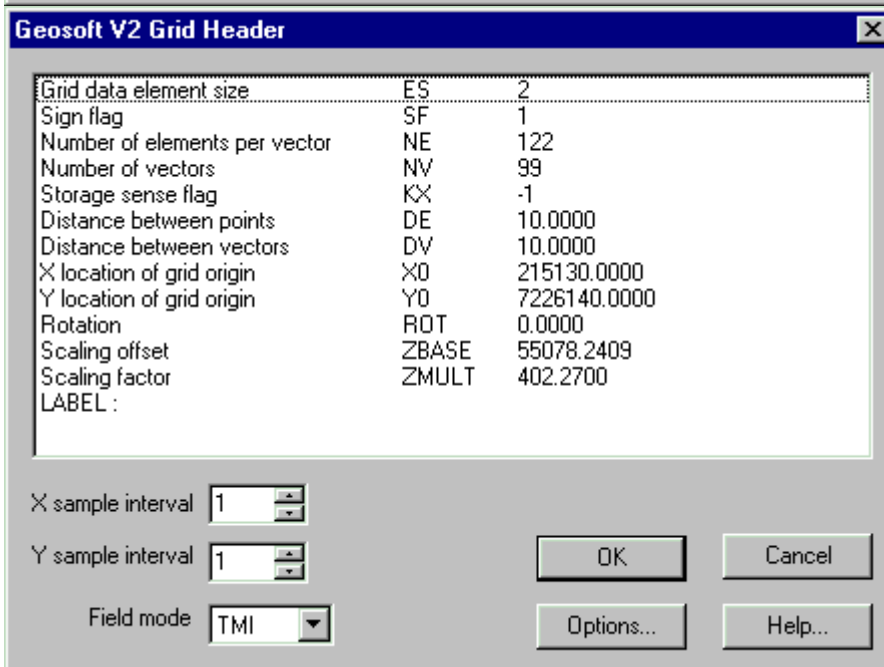 Geosoft V2 Grid Header
Grid data element size ES 2
Sign flag SF 1
Number of elements per vector NE 122
Number of vectors NV 99
Storage sense flag KX -1
Distance between points DE 10.0000
Distance between vectors DV 10.0000
X location of grid origin X0 215130.0000
Y location of grid origin Y0 7226140.0000
Rotation ROT 0.0000
Scaling offset ZBASE 55078.2409
Scaling factor ZMULT 402.2700
LABEL :
X sample interval 1
Y sample interval 1 OK Cancel
Field mode TMI Options... Help...